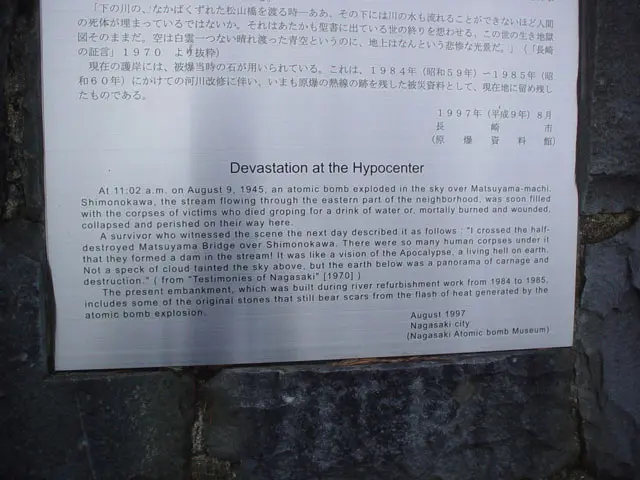 「下の川の、なかばくずれた松山橋を渡る時―ああ、その下には川の水も流れることができないほど人間
の死体が埋まっているではないか。それはあたかも聖書に出ている世の終りを想わせる、この世の生き地獄
図そのままだ。空は白雲一つない晴れ渡った青空というのに、地上はなんという悲惨な光景だ。」(「長崎
の証言」1970 より抜粋)
現在の護岸には、被爆当時の石が用いられている。これは、1984年(昭和59年)~1985年(昭
和60年)にかけての河川改修に伴い、いまも原爆の熱線の跡を残した被災資料として、現在地に留め残し
たものである。
1997年(平成9年)8月
長崎市
(原爆資料館)
Devastation at the Hypocenter
At 11:02 a.m. on August 9, 1945, an atomic bomb exploded in the sky over Matsuyama-machi.
Shimonokawa, the stream flowing through the eastern part of the neighborhood, was soon filled
with the corpses of victims who died groping for a drink of water or, mortally burned and wounded,
collapsed and perished on their way here.
A survivor who witnessed the scene the next day described it as follows : "I crossed the half-
destroyed Matsuyama Bridge over Shimonokawa. There were so many human corpses under it
that they formed a dam in the stream! It was like a vision of the Apocalypse, a living hell on earth.
Not a speck of cloud tainted the sky above, but the earth below was a panorama of carnage and
destruction." ( from "Testimonies of Nagasaki" [1970] )
The present embankment, which was built during river refurbishment work from 1984 to 1985,
includes some of the original stones that still bear scars from the flash of heat generated by the
atomic bomb explosion.
August 1997
Nagasaki city
(Nagasaki Atomic bomb Museum)